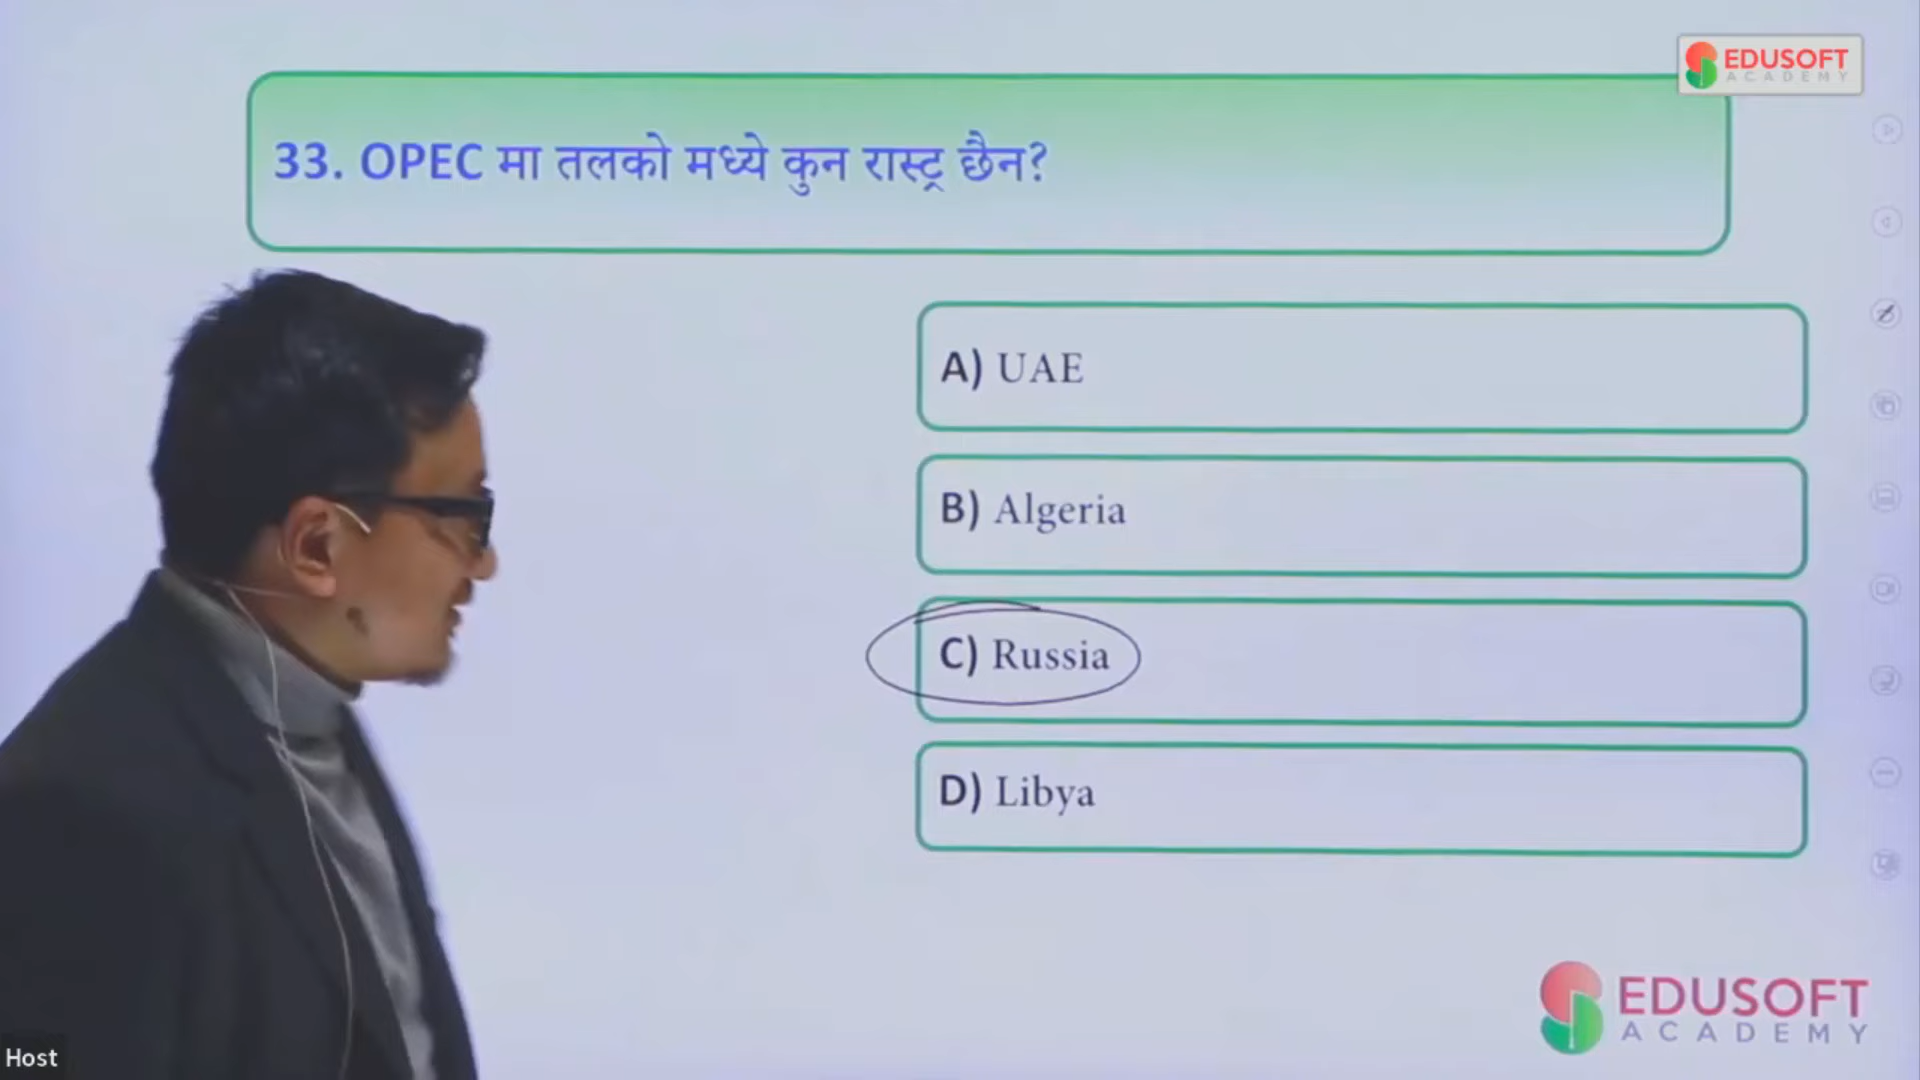 EDUSOFT
ACADEMY
33. OPEC मा तलको मध्ये कुन रास्ट्र छैन?
A) UAE
B) Algeria
C) Russia
D) Libya
EDUSOFT
ACADEMY
Host